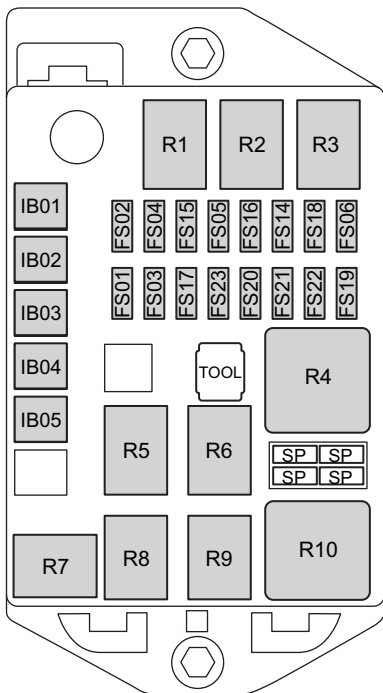 R1 R2 R3
IB01
IB02
IB03
IB04
IB05
FS02 FS04 FS15 FS05 FS16 FS14 FS18 FS06
FS01 FS03 FS17 FS23 FS20 FS21 FS22 FS19
TOOL
R4
R5 R6
SP SP
SP SP
R7 R8 R9 R10